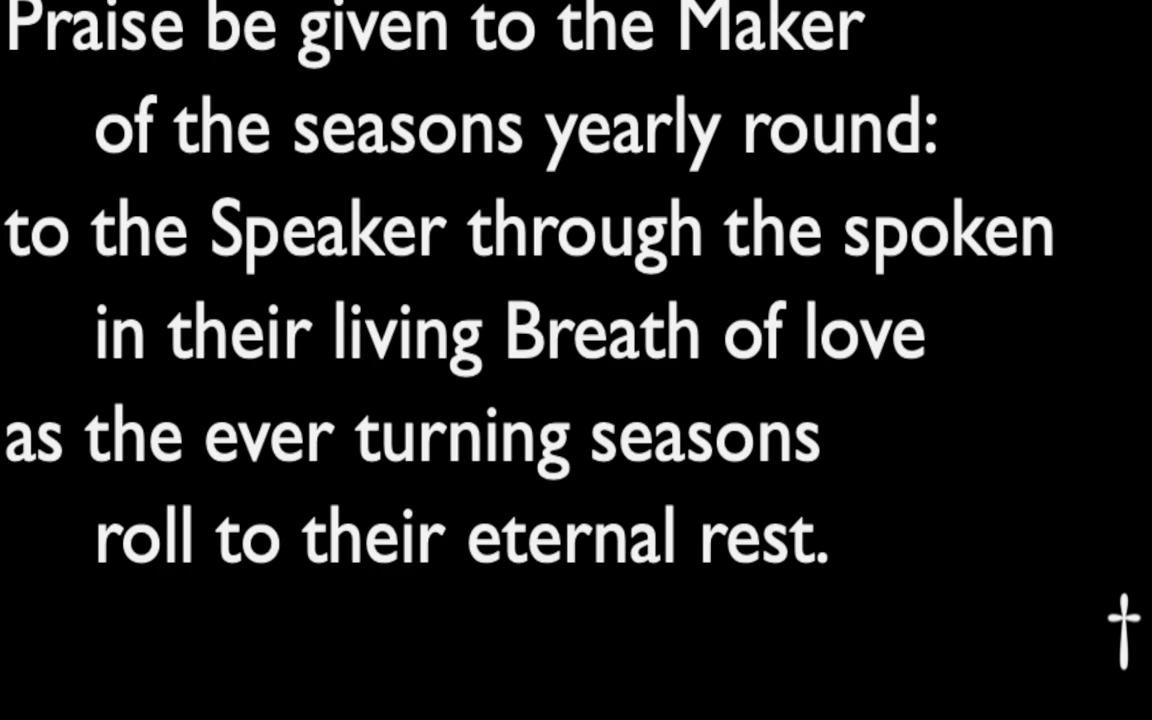 Praise be given to the Maker
of the seasons yearly round:
to the Speaker through the spoken
in their living Breath of love
as the ever turning seasons
roll to their eternal rest.
†